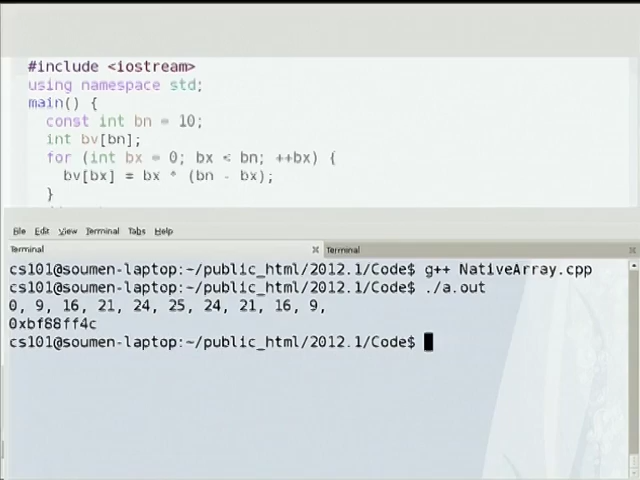 #include <iostream>
using namespace std;
main() {
const int bn = 10;
int bv[bn];
for (int bx = 0; bx < bn; ++bx) {
bv[bx] = bx * (bn - bx);
}
File Edit View Terminal Tabs Help
Terminal Terminal
cs101@soumen-laptop:~/public_html/2012.1/Code$ g++ NativeArray.cpp
cs101@soumen-laptop:~/public_html/2012.1/Code$ ./a.out
0, 9, 16, 21, 24, 25, 24, 21, 16, 9,
0xbf88ff4c
cs101@soumen-laptop:~/public_html/2012.1/Code$